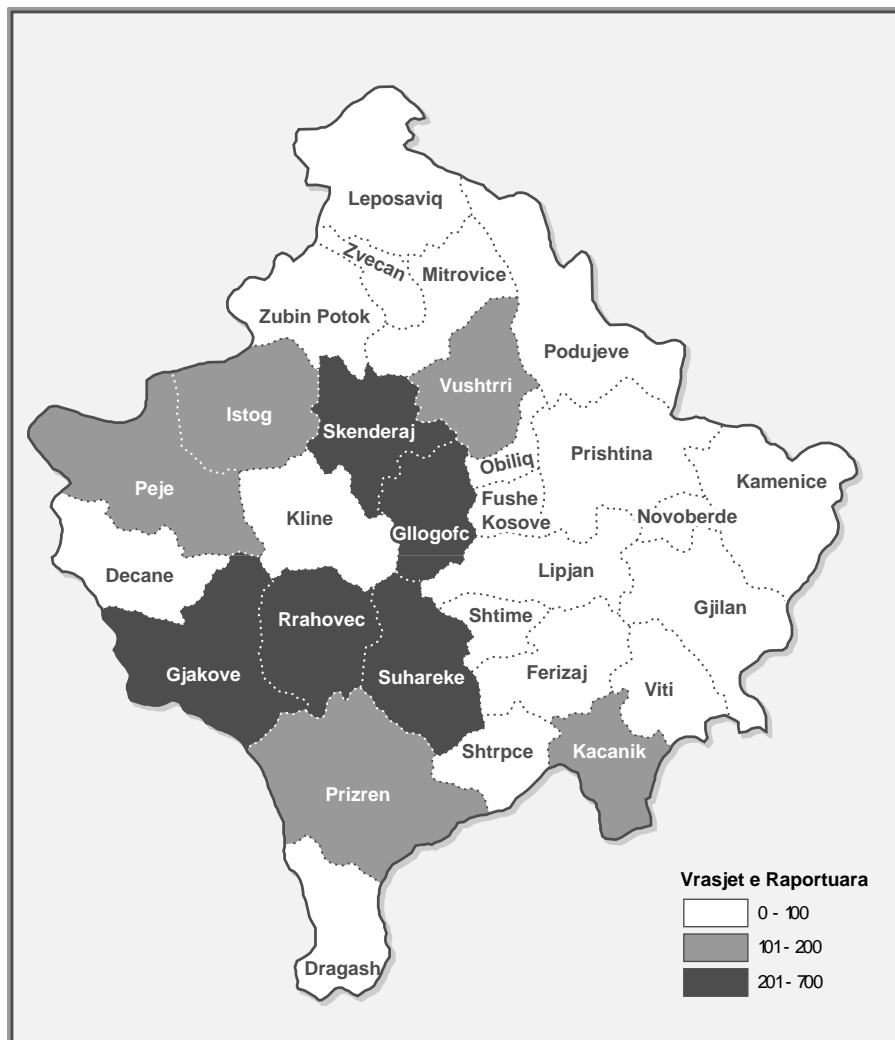 Leposaviq
Zvecan
Mitrovice
Zubin Potok
Podujeve
Vushtrri
Istog
Skenderaj
Obiliq
Prishtina
Kamenice
Peje
Kline
Gllogofc
Fushe
Kosove
Novoberde
Decane
Lipjan
Rrahovec
Shtime
Gjilan
Gjakove
Suhareke
Ferizaj
Viti
Shtrpce
Kacanik
Prizren
Dragash
Vrasjet e Raportuara
0 - 100
101 - 200
201 - 700